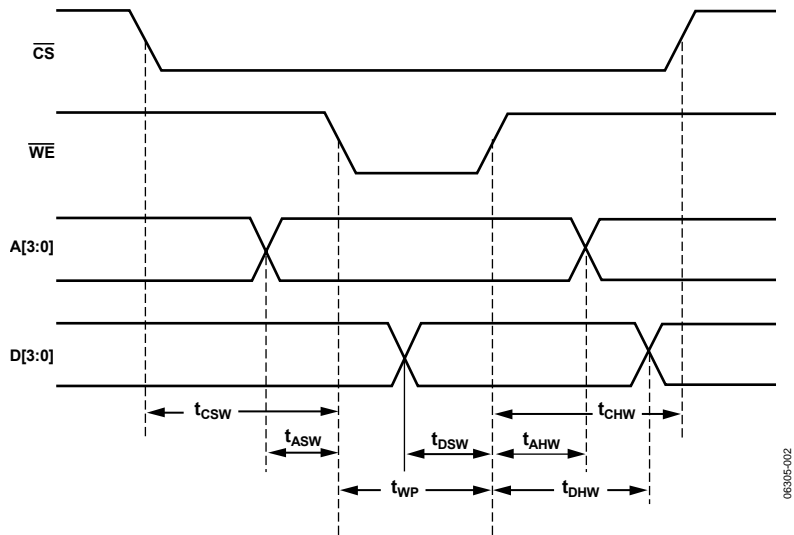 CS
WE
A[3:0]
D[3:0]
tCSW
tCHW
tASW
tDSW
tAHW
tWP
tDHW
06305-002